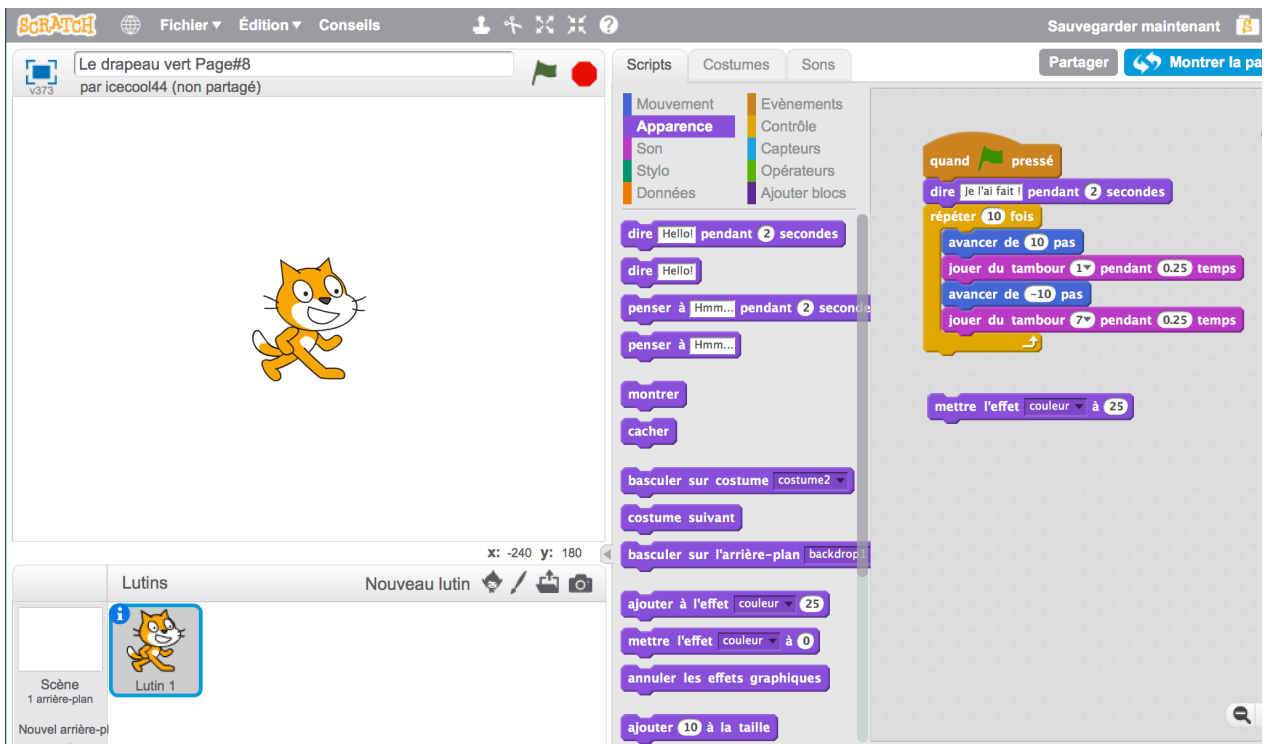 SCRATCH Fichier Édition Conseils Sauvegarder maintenant
Le drapeau vert Page#8
v373 par icecool44 (non partagé)
Scripts Costumes Sons
Partager Montrer la pa
Mouvement Evènements
Apparence Contrôle
Son Capteurs
Stylo Opérateurs
Données Ajouter blocs
dire Hello! pendant 2 secondes
dire Hello!
penser à Hmm... pendant 2 seconde
penser à Hmm...
montrer
cacher
basculer sur costume costume2
costume suivant
basculer sur l'arrière-plan backdrop1
ajouter à l'effet couleur 25
mettre l'effet couleur à 0
annuler les effets graphiques
ajouter 10 à la taille
quand pressé
dire Je l'ai fait ! pendant 2 secondes
répéter 10 fois
avancer de 10 pas
jouer du tambour 1 pendant 0.25 temps
avancer de -10 pas
jouer du tambour 7 pendant 0.25 temps
mettre l'effet couleur à 25
x: -240 y: 180
Lutins Nouveau lutin
Scène
1 arrière-plan
Nouvel arrière-pl
Lutin 1